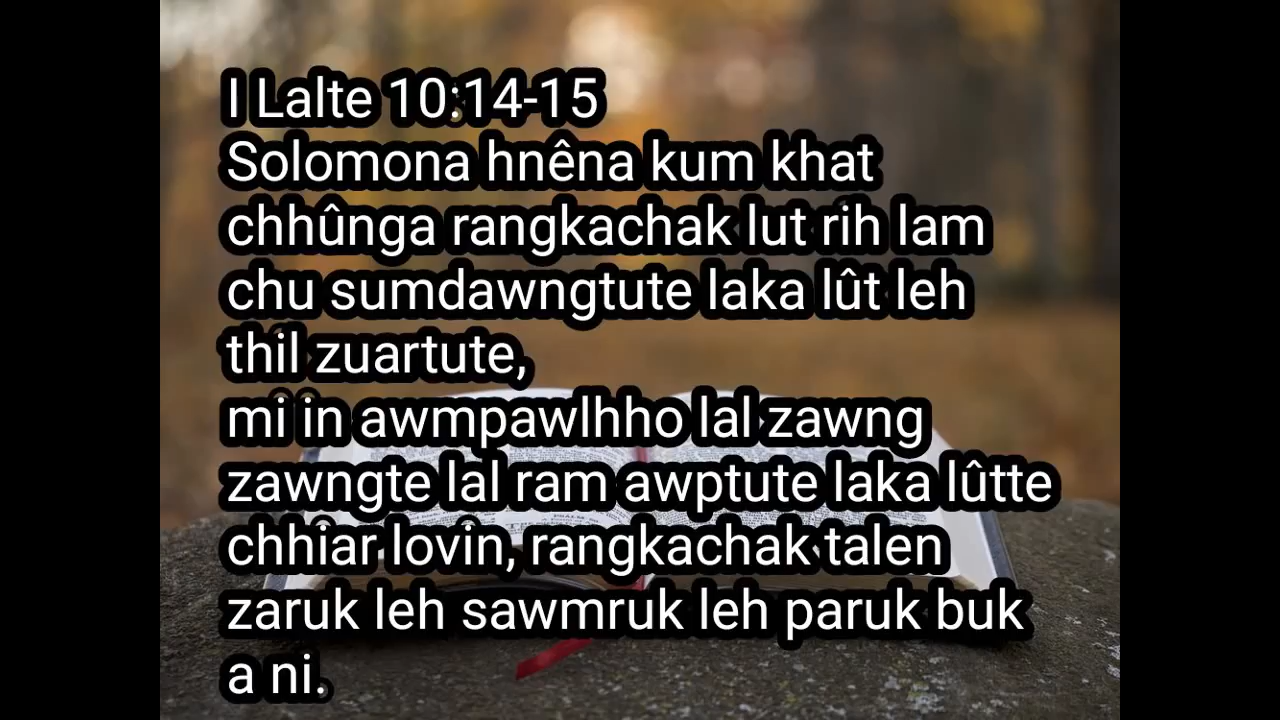 I Lalte 10:14-15
Solomona hnêna kum khat
chhûnga rangkachak lut rih lam
chu sumdawngtute laka lût leh
thil zuartute,
mi in awmpawlhho lal zawng
zawngte lal ram awptute laka lûtte
chhiar lovin, rangkachak talen
zaruk leh sawmruk leh paruk buk
a ni.